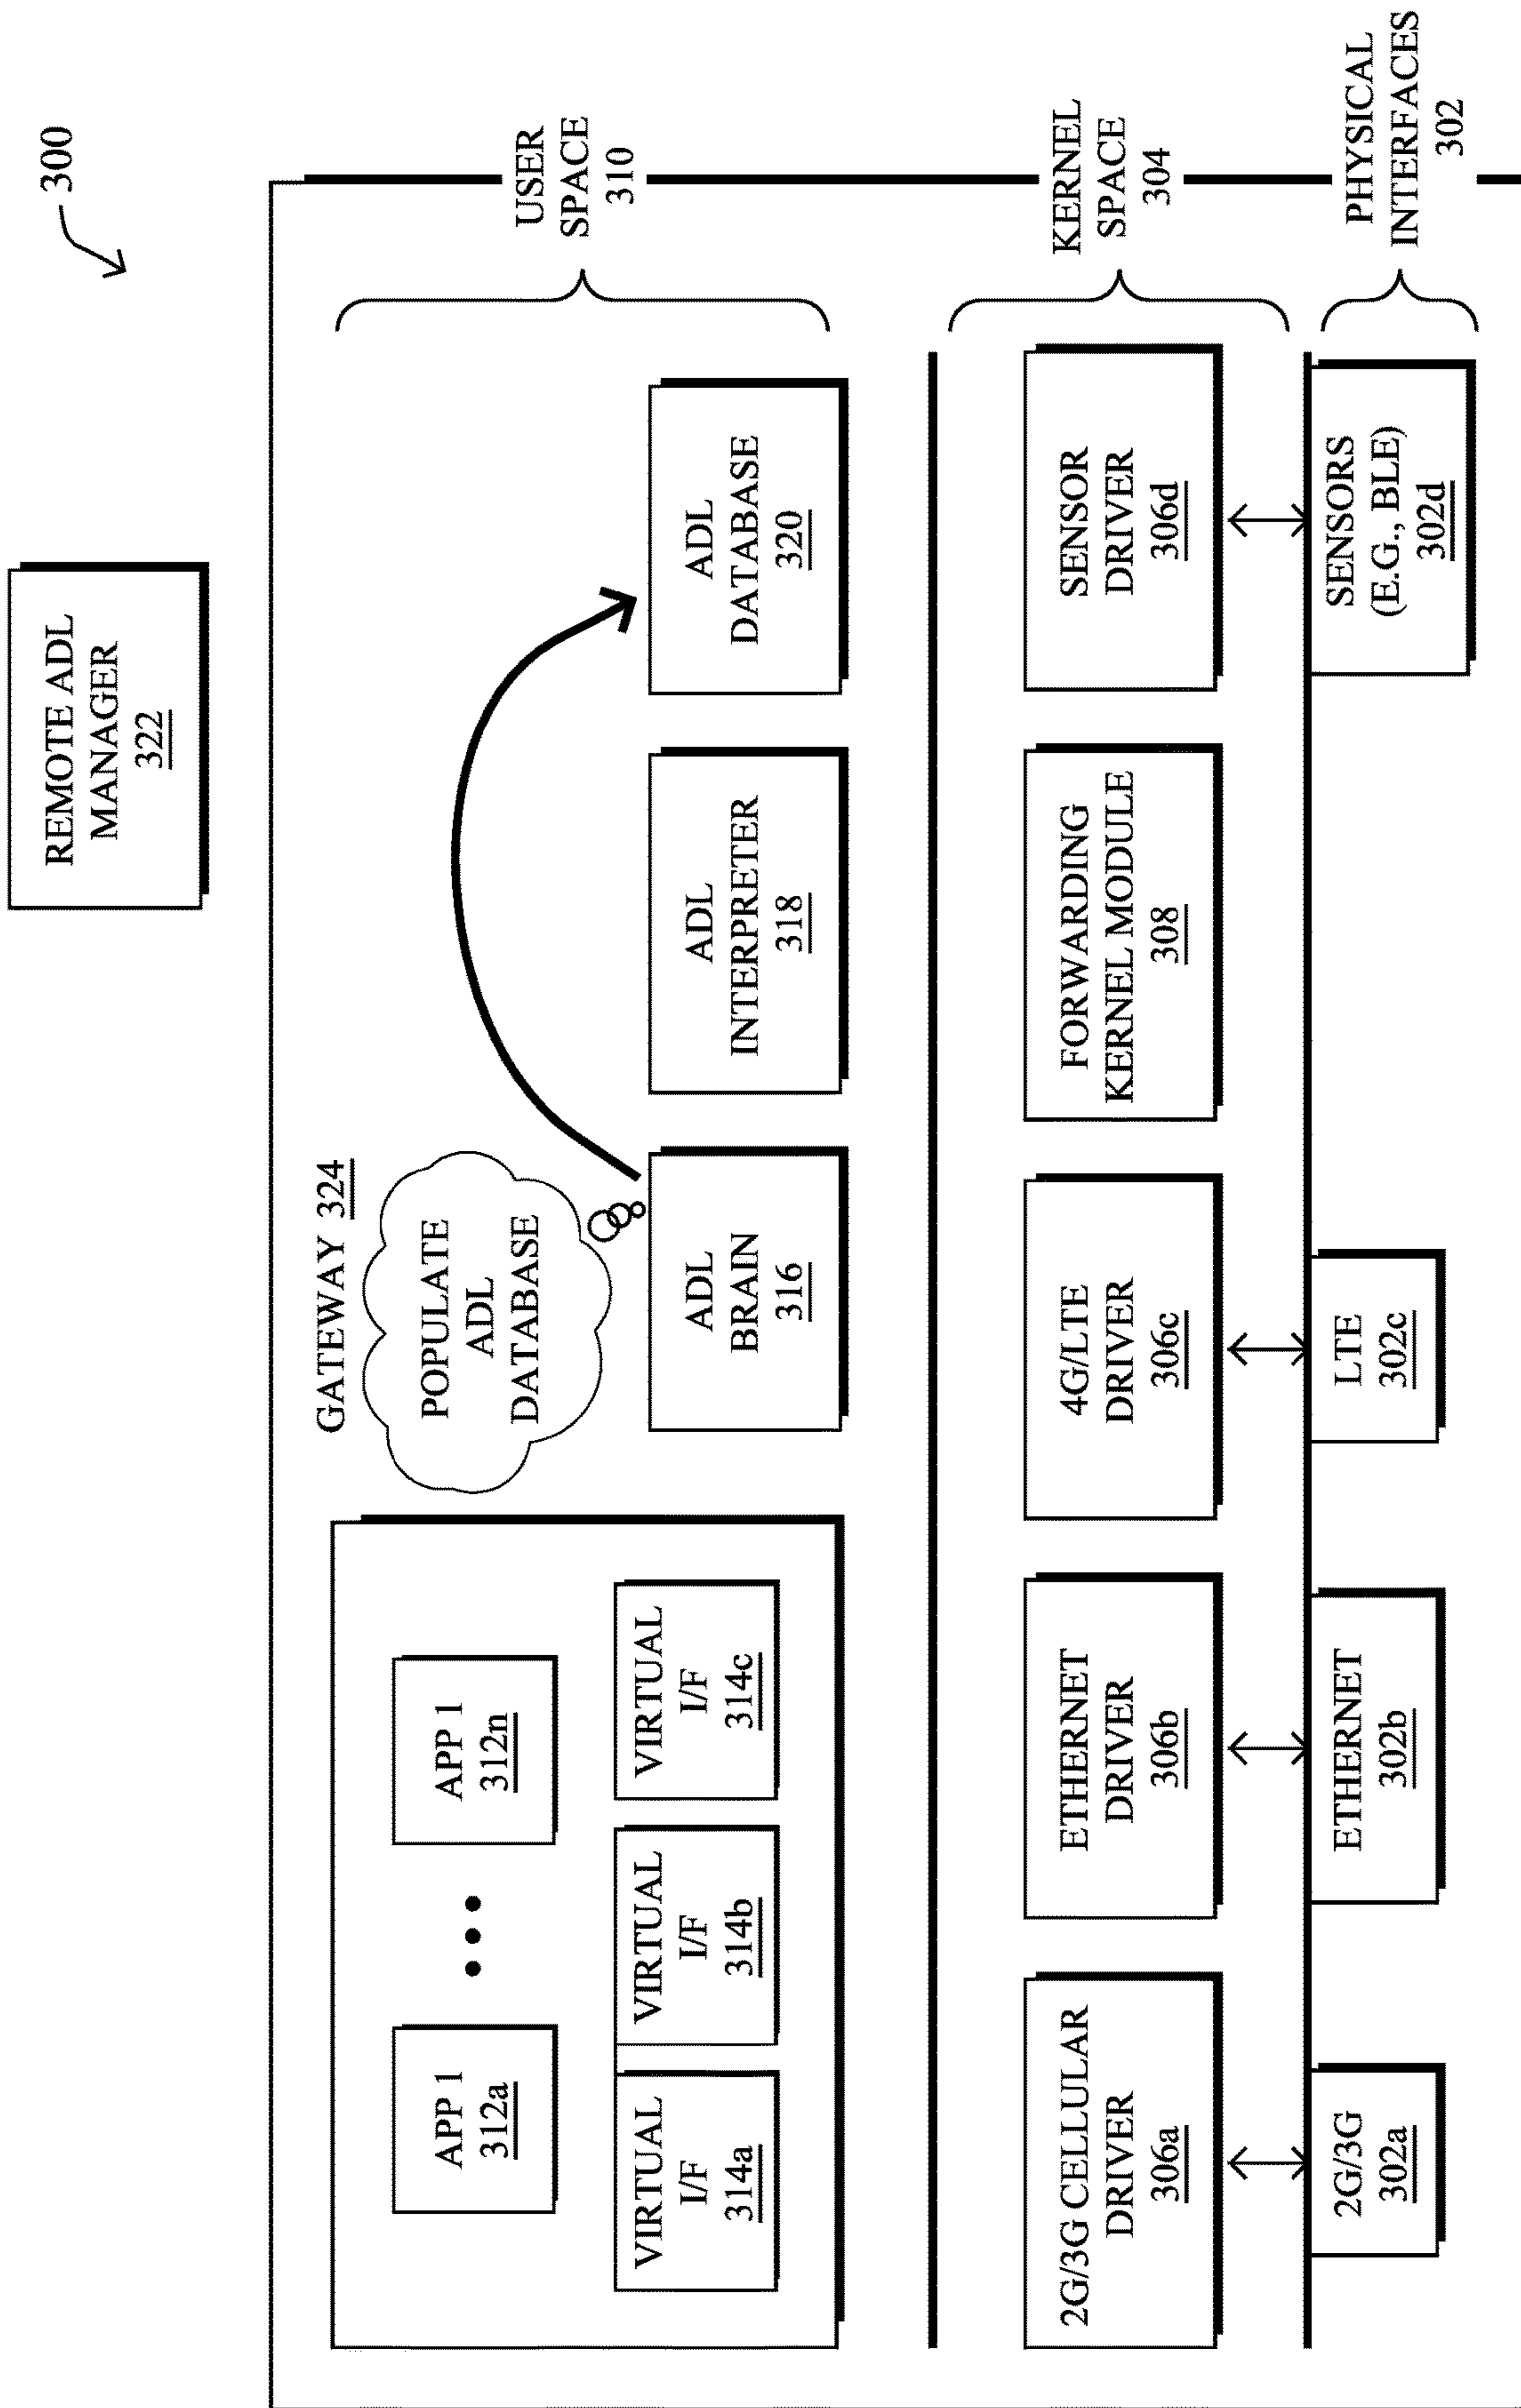 300
REMOTE ADL
MANAGER
322
GATEWAY 324
POPULATE
ADL
DATABASE
APP 1
312a
APP 1
312n
VIRTUAL
I/F
314a
VIRTUAL
I/F
314b
VIRTUAL
I/F
314c
ADL
BRAIN
316
ADL
INTERPRETER
318
ADL
DATABASE
320
USER
SPACE
310
2G/3G CELLULAR
DRIVER
306a
ETHERNET
DRIVER
306b
4G/LTE
DRIVER
306c
FORWARDING
KERNEL MODULE
308
SENSOR
DRIVER
306d
KERNEL
SPACE
304
2G/3G
302a
ETHERNET
302b
LTE
302c
SENSORS
(E.G., BLE)
302d
PHYSICAL
INTERFACES
302